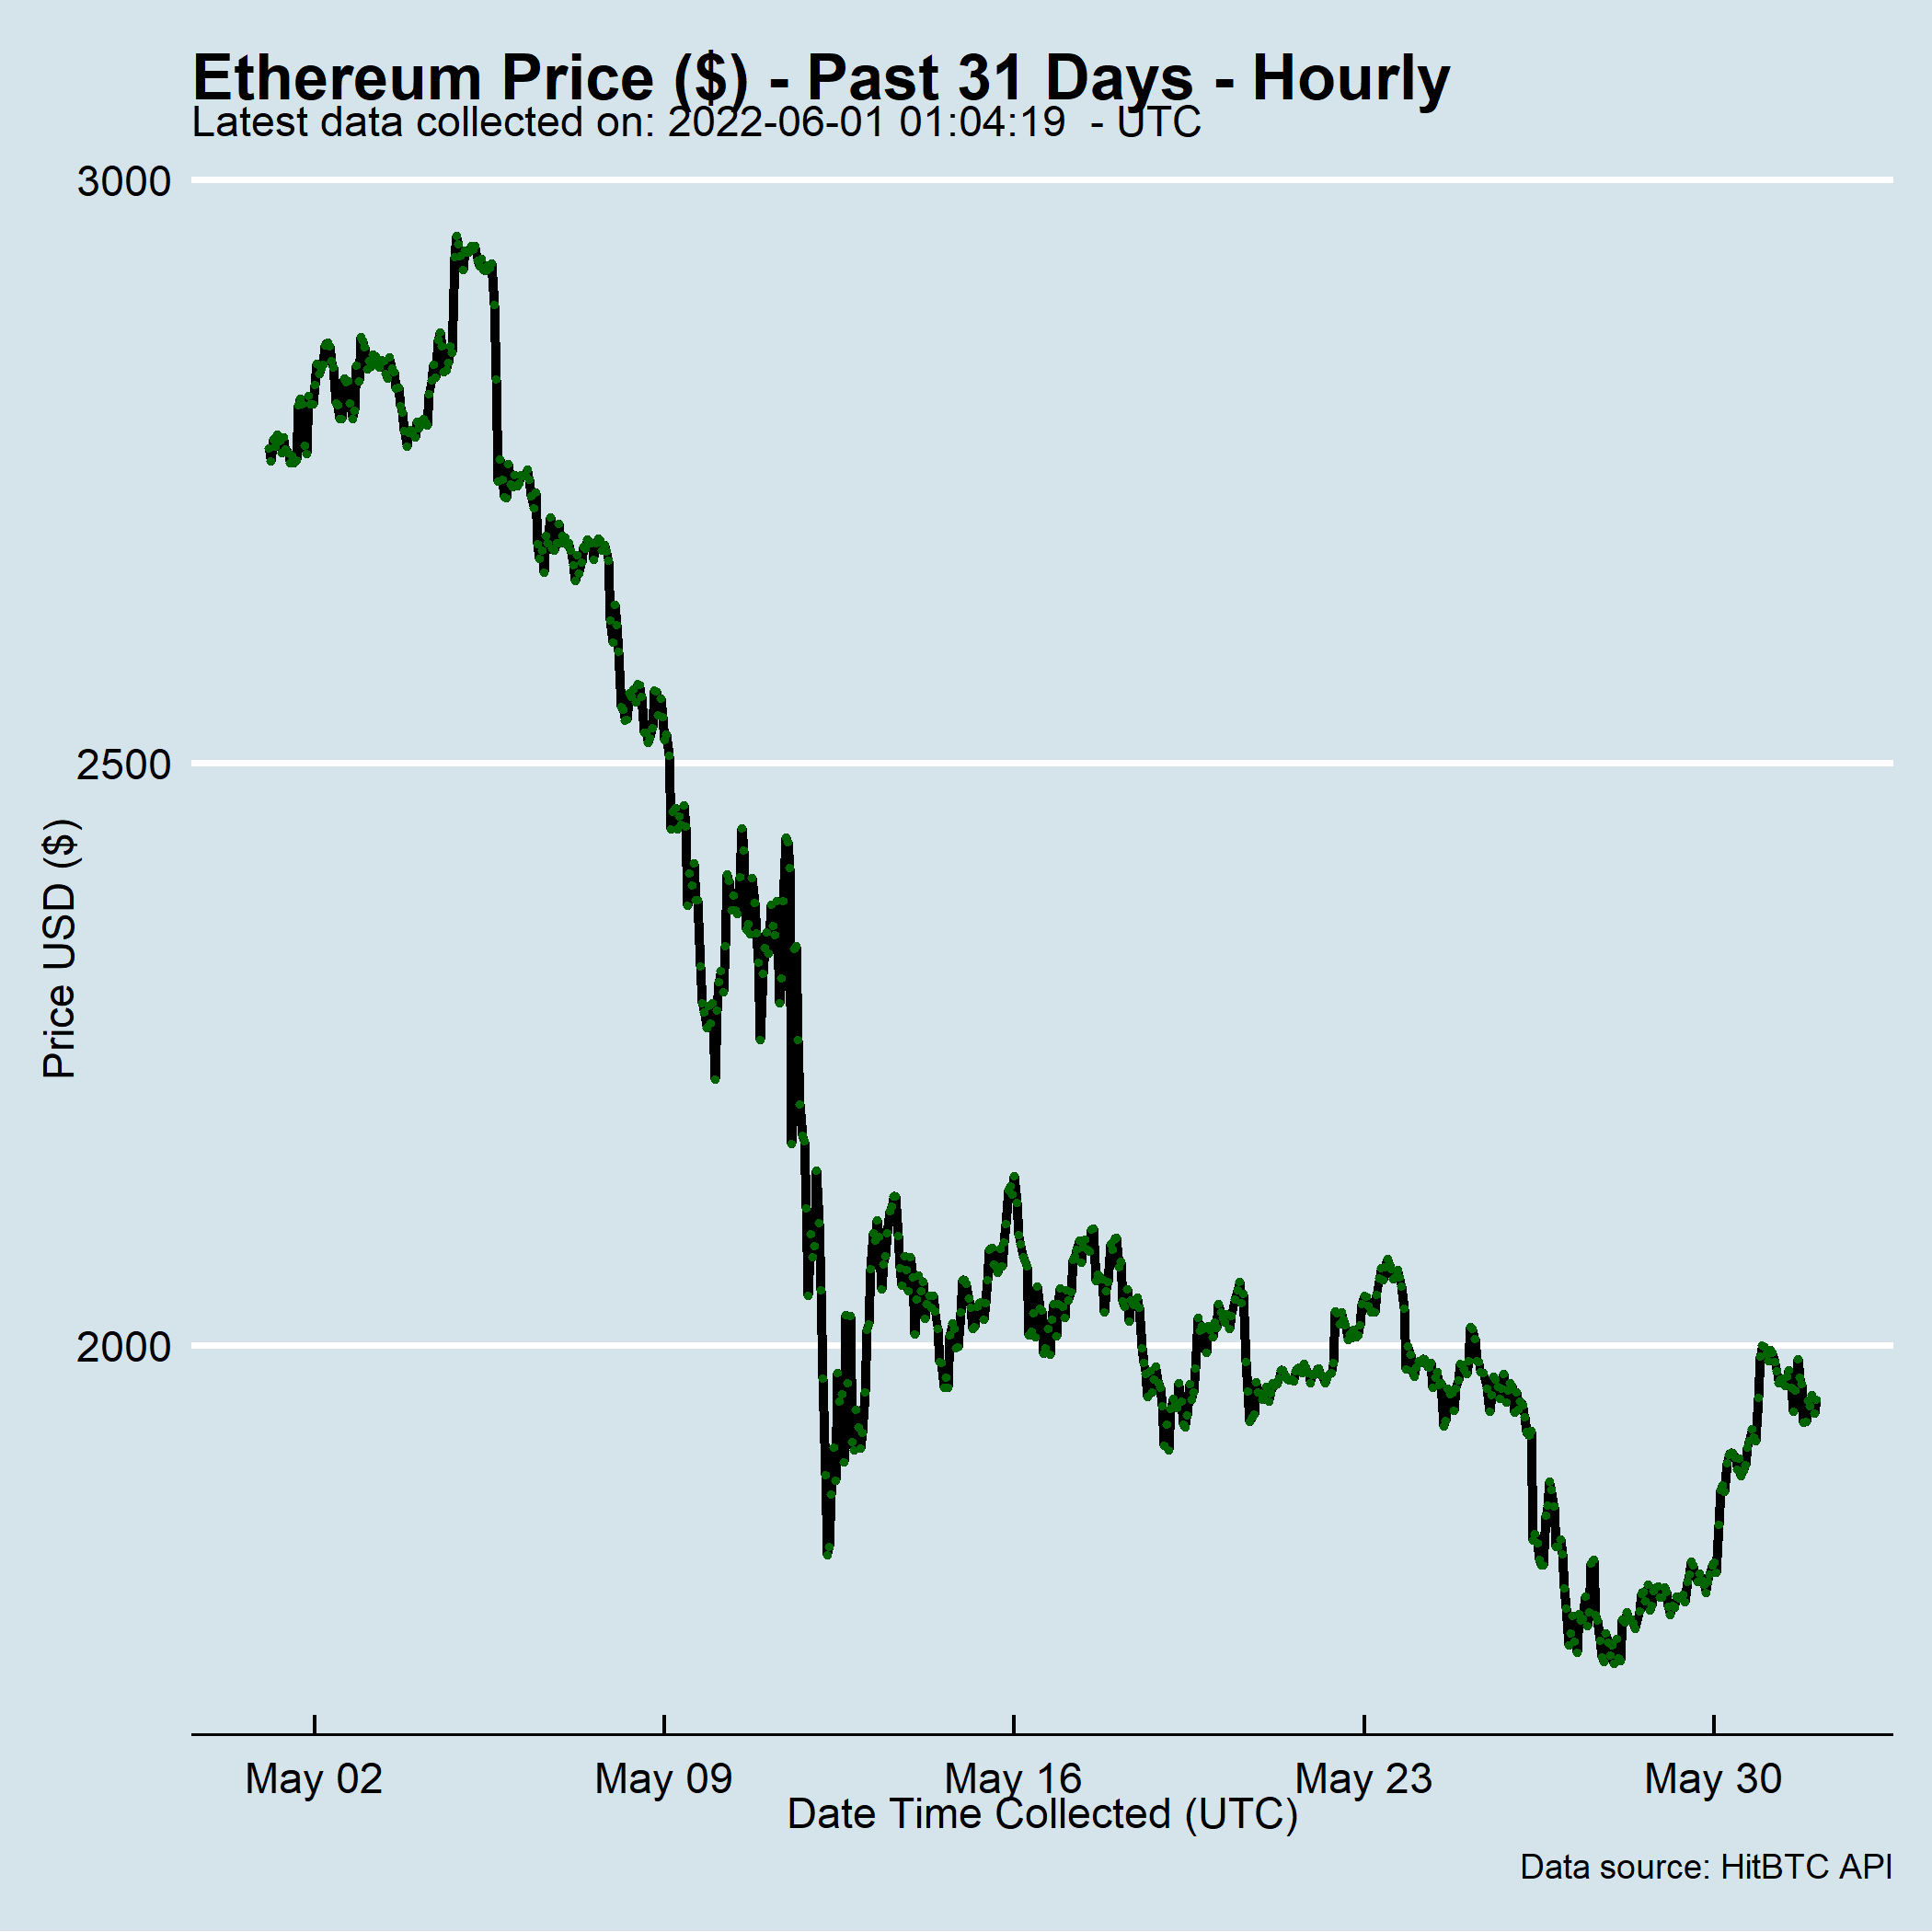 Ethereum Price ($) - Past 31 Days - Hourly
Latest data collected on: 2022-06-01 01:04:19  - UTC
3000
2500
2000
Price USD ($)
May 02 May 09 May 16 May 23 May 30
Date Time Collected (UTC)
Data source: HitBTC API